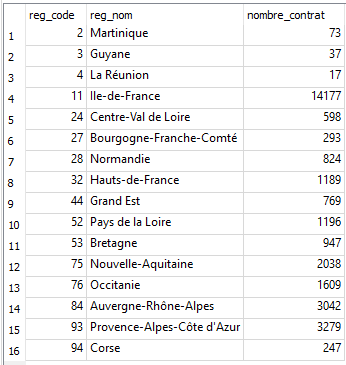 reg_code reg_nom nombre_contrat
1 2 Martinique 73
2 3 Guyane 37
3 4 La Réunion 17
4 11 Ile-de-France 14177
5 24 Centre-Val de Loire 598
6 27 Bourgogne-Franche-Comté 293
7 28 Normandie 824
8 32 Hauts-de-France 1189
9 44 Grand Est 769
10 52 Pays de la Loire 1196
11 53 Bretagne 947
12 75 Nouvelle-Aquitaine 2038
13 76 Occitanie 1609
14 84 Auvergne-Rhône-Alpes 3042
15 93 Provence-Alpes-Côte d'Azur 3279
16 94 Corse 247